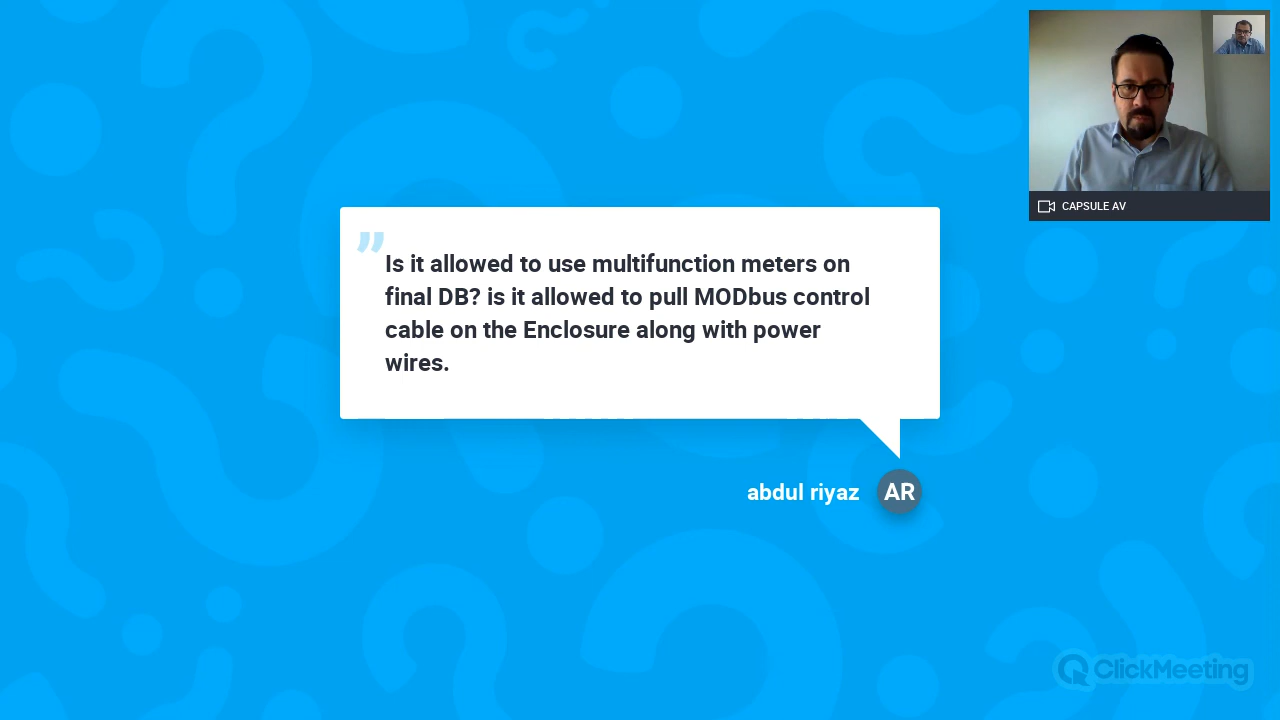 CAPSULE AV
"
Is it allowed to use multifunction meters on
final DB? is it allowed to pull MODbus control
cable on the Enclosure along with power
wires.
abdul riyaz AR
ClickMeeting